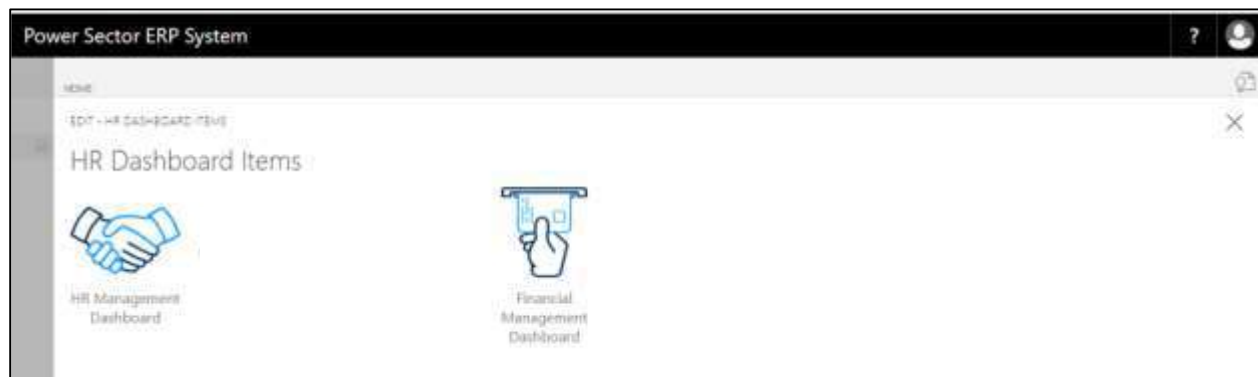 Power Sector ERP System ?
HOME
EDIT - HR DASHBOARD ITEMS
HR Dashboard Items
HR Management
Dashboard
Financial
Management
Dashboard